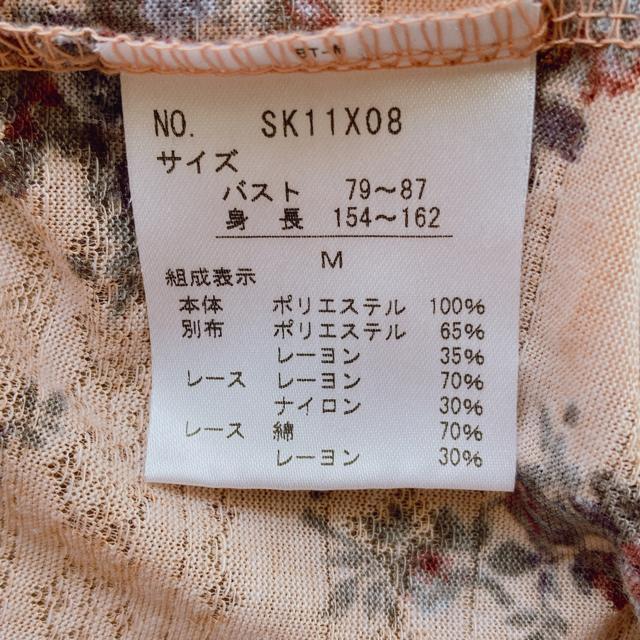 NO. SK11X08
サイズ
バスト 79～87
身長 154～162
M
組成表示
本体 ポリエステル 100%
別布 ポリエステル 65%
レーヨン 35%
レース レーヨン 70%
ナイロン 30%
レース 綿 70%
レーヨン 30%